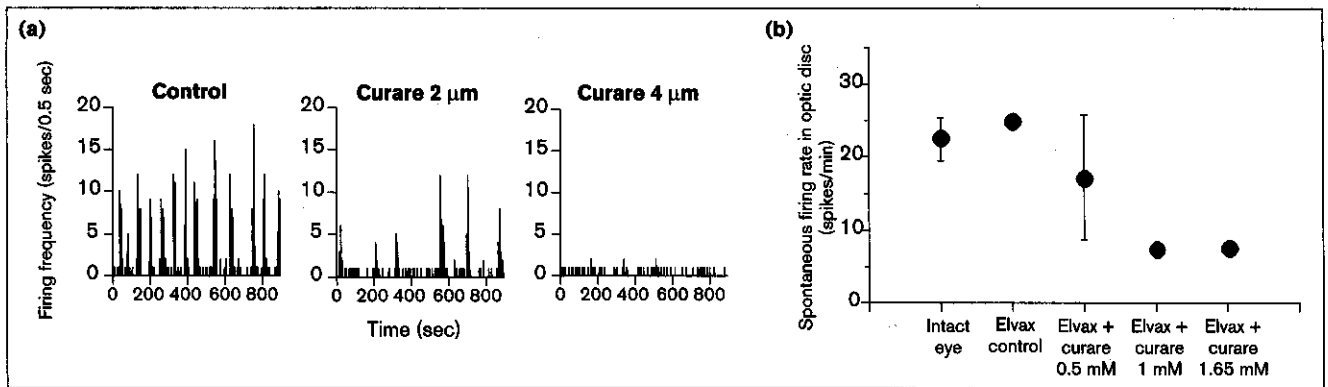 (a)
Control
Curare 2 μm
Curare 4 μm
Firing frequency (spikes/0.5 sec)
20
15
10
5
0
0 200 400 600 800
20
15
10
5
0
0 200 400 600 800
20
15
10
5
0
0 200 400 600 800
Time (sec)
(b)
Spontaneous firing rate in optic disc
(spikes/min)
30
20
10
0
Intact
eye
Elvax
control
Elvax +
curare
0.5 mM
Elvax +
curare
1 mM
Elvax +
curare
1.65 mM